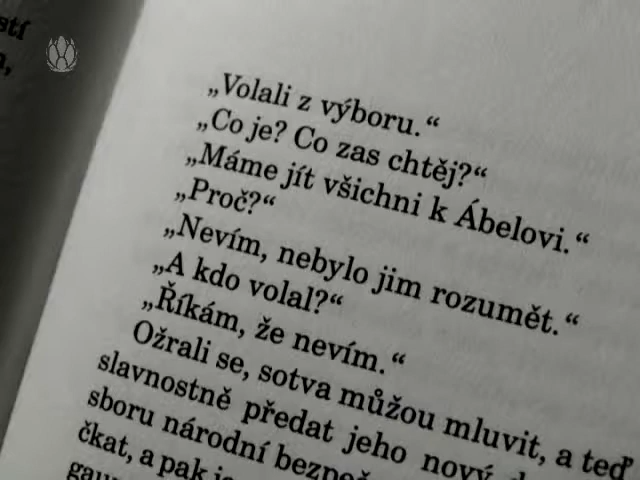 stí
„Volali z výboru.“
„Co je? Co zas chtěj?“
„Máme jít všichni k Ábelovi.“
„Proč?“
„Nevím, nebylo jim rozumět.“
„A kdo volal?“
„Říkám, že nevím.“
Ožrali se, sotva můžou mluvit, a teď
slavnostně předat jeho nový
sboru národní
čkat, a pak